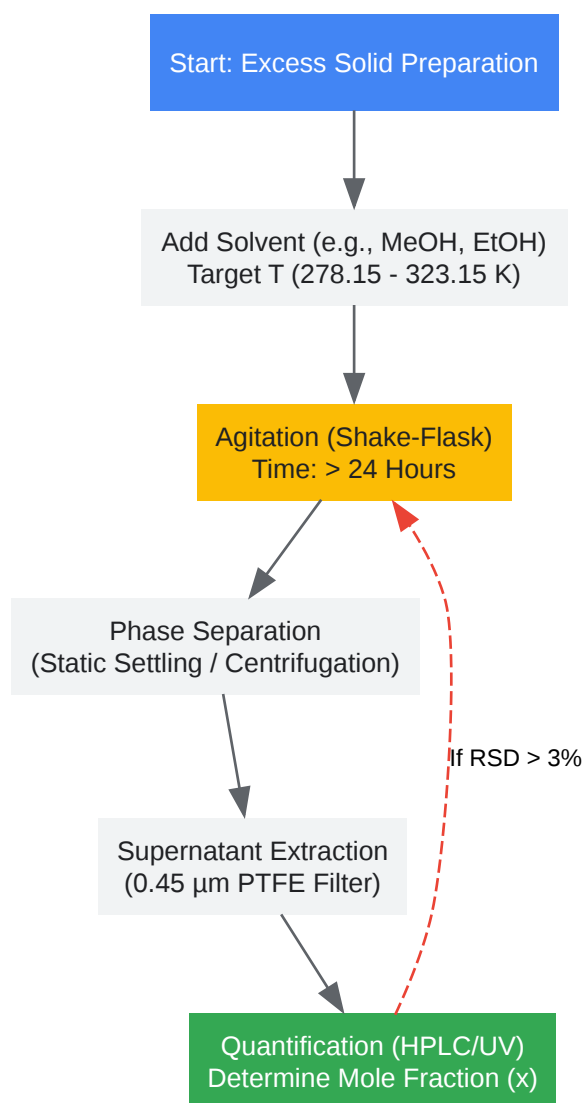 Start: Excess Solid Preparation
Add Solvent (e.g., MeOH, EtOH)
Target T (278.15 - 323.15 K)
Agitation (Shake-Flask)
Time: > 24 Hours
Phase Separation
(Static Settling / Centrifugation)
If RSD > 3%
Supernatant Extraction
(0.45 µm PTFE Filter)
Quantification (HPLC/UV)
Determine Mole Fraction (x)